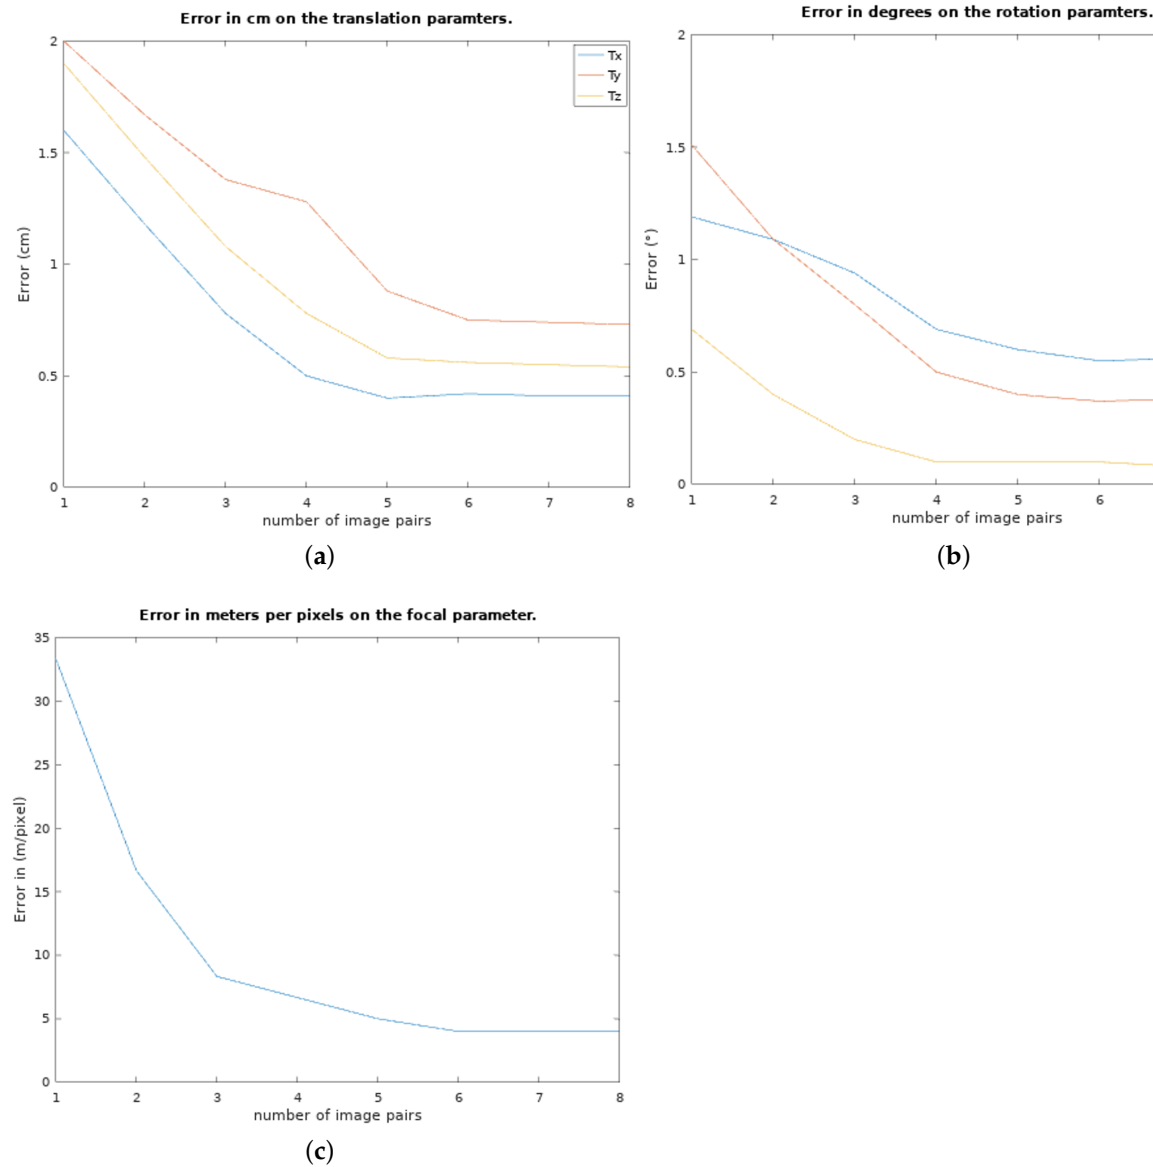 Error in cm on the translation paramters.
2
1.5
1
0.5
0
Error (cm)
Tx
Ty
Tz
1 2 3 4 5 6 7 8
number of image pairs
(a)
Error in degrees on the rotation paramters.
2
1.5
1
0.5
0
Error (°)
1 2 3 4 5 6
number of image pairs
(b)
Error in meters per pixels on the focal parameter.
35
30
25
20
15
10
5
0
Error in (m/pixel)
1 2 3 4 5 6 7 8
number of image pairs
(c)